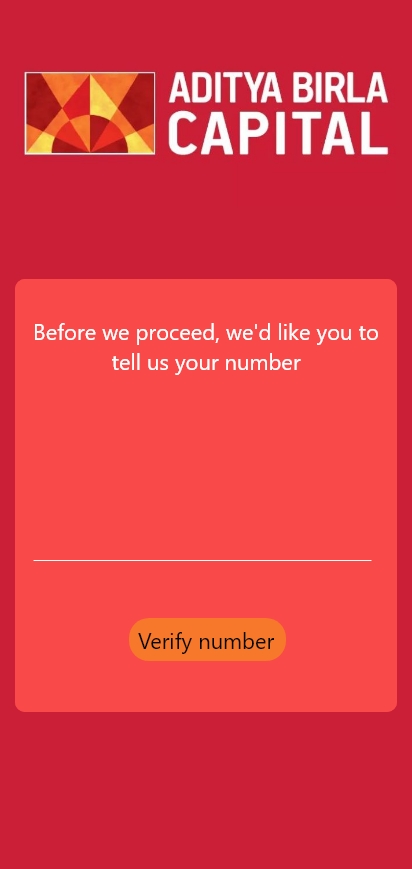 ADITYA BIRLA
CAPITAL
Before we proceed, we'd like you to
tell us your number
Verify number